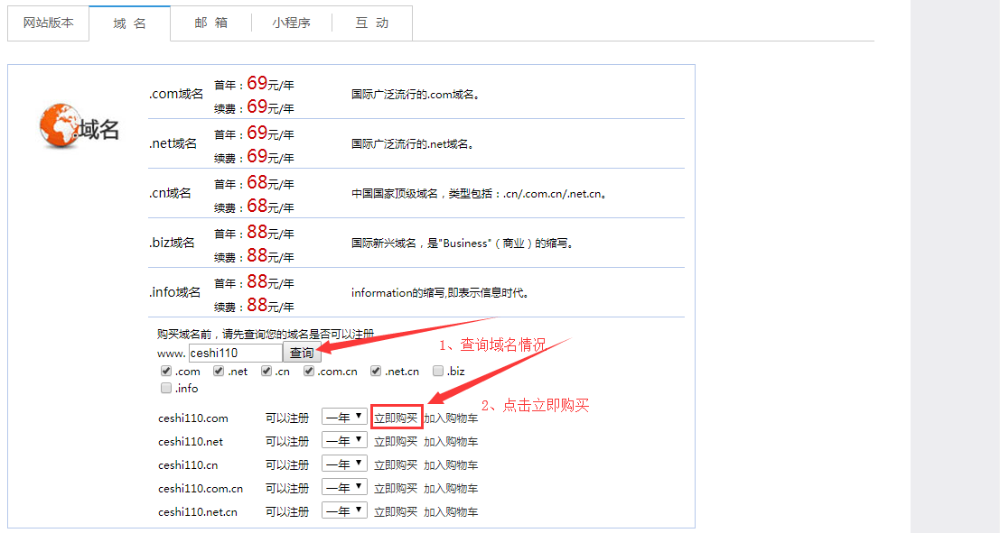 网站版本 域 名 邮 箱 小程序 互 动
.域名
.com域名 首年：69元/年 国际广泛流行的.com域名。
续费：69元/年
.net域名 首年：69元/年 国际广泛流行的.net域名。
续费：69元/年
.cn域名 首年：68元/年 中国国家顶级域名，类型包括：.cn/.com.cn/.net.cn。
续费：68元/年
.biz域名 首年：88元/年 国际新兴域名，是"Business"（商业）的缩写。
续费：88元/年
.info域名 首年：88元/年 information的缩写,即表示信息时代。
续费：88元/年
购买域名前，请先查询您的域名是否可以注册
www. ceshi110 查询 1、查询域名情况
.com .net .cn .com.cn .net.cn .biz
.info
2、点击立即购买
ceshi110.com 可以注册 一年 立即购买 加入购物车
ceshi110.net 可以注册 一年 立即购买 加入购物车
ceshi110.cn 可以注册 一年 立即购买 加入购物车
ceshi110.com.cn 可以注册 一年 立即购买 加入购物车
ceshi110.net.cn 可以注册 一年 立即购买 加入购物车